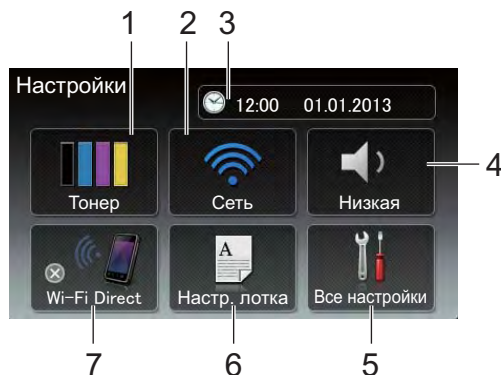 1 2 3
Настройки
12:00 01.01.2013
4
Тонер Сеть Низкая
A
Wi-Fi Direct Настр. лотка Все настройки
7 6 5